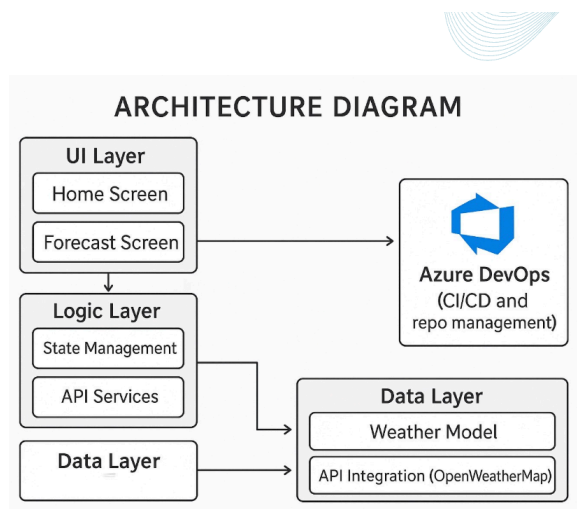 ARCHITECTURE DIAGRAM
UI Layer
Home Screen
Forecast Screen
Azure DevOps
(CI/CD and
repo management)
Logic Layer
State Management
API Services
Data Layer
Data Layer
Weather Model
API Integration (OpenWeatherMap)